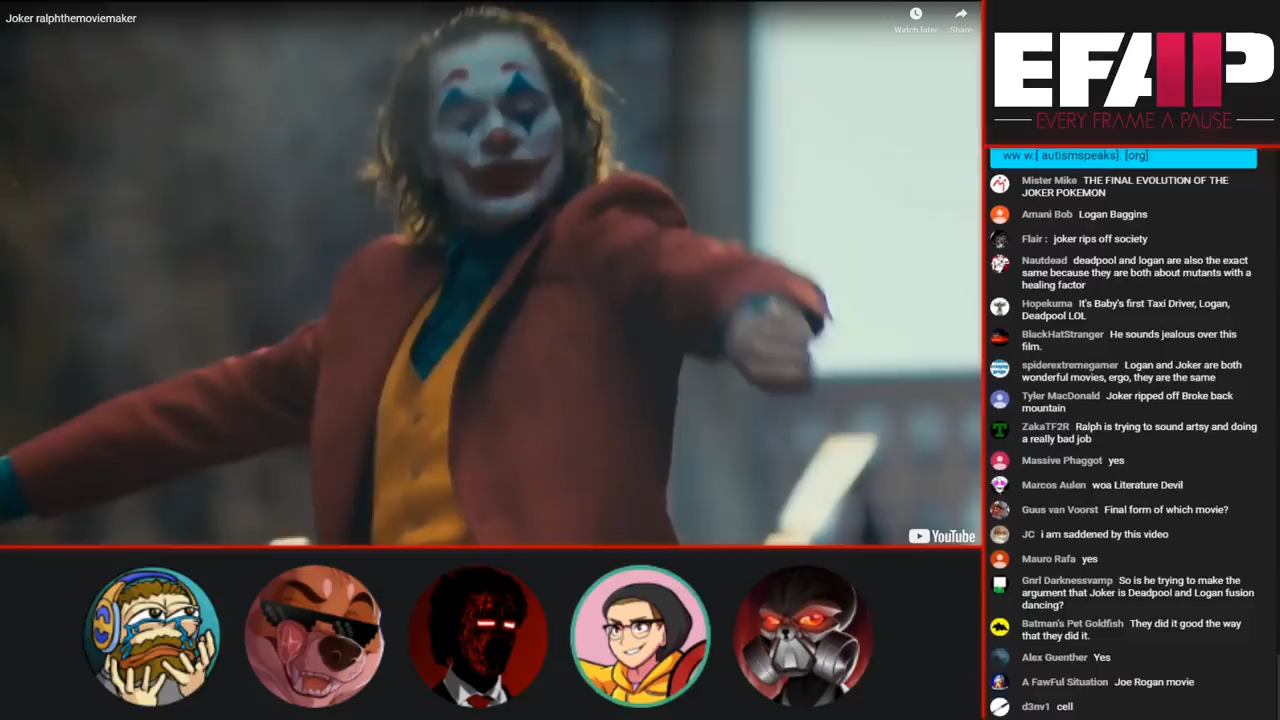 Joker ralphthemoviemaker
Watch later
Share
YouTube
EFAP
EVERY FRAME A PAUSE
ww w.[ autismspeaks]. [org]
Mister Mike THE FINAL EVOLUTION OF THE
JOKER POKEMON
Amani Bob Logan Baggins
Flair : joker rips off society
Nautdead deadpool and logan are also the exact
same because they are both about mutants with a
healing factor
Hopekuma It's Baby's first Taxi Driver, Logan,
Deadpool LOL
BlackHatStranger He sounds jealous over this
film.
spiderextremegamer Logan and Joker are both
wonderful movies, ergo, they are the same
Tyler MacDonald Joker ripped off Broke back
mountain
ZakaTF2R Ralph is trying to sound artsy and doing
a really bad job
Massive Phaggot yes
Marcos Aulen woa Literature Devil
Guus van Voorst Final form of which movie?
JC i am saddened by this video
Mauro Rafa yes
Gnrl Darknessvamp So is he trying to make the
argument that Joker is Deadpool and Logan fusion
dancing?
Batman's Pet Goldfish They did it good the way
that they did it.
Alex Guenther Yes
A FawFul Situation Joe Rogan movie
d3nv1 cell